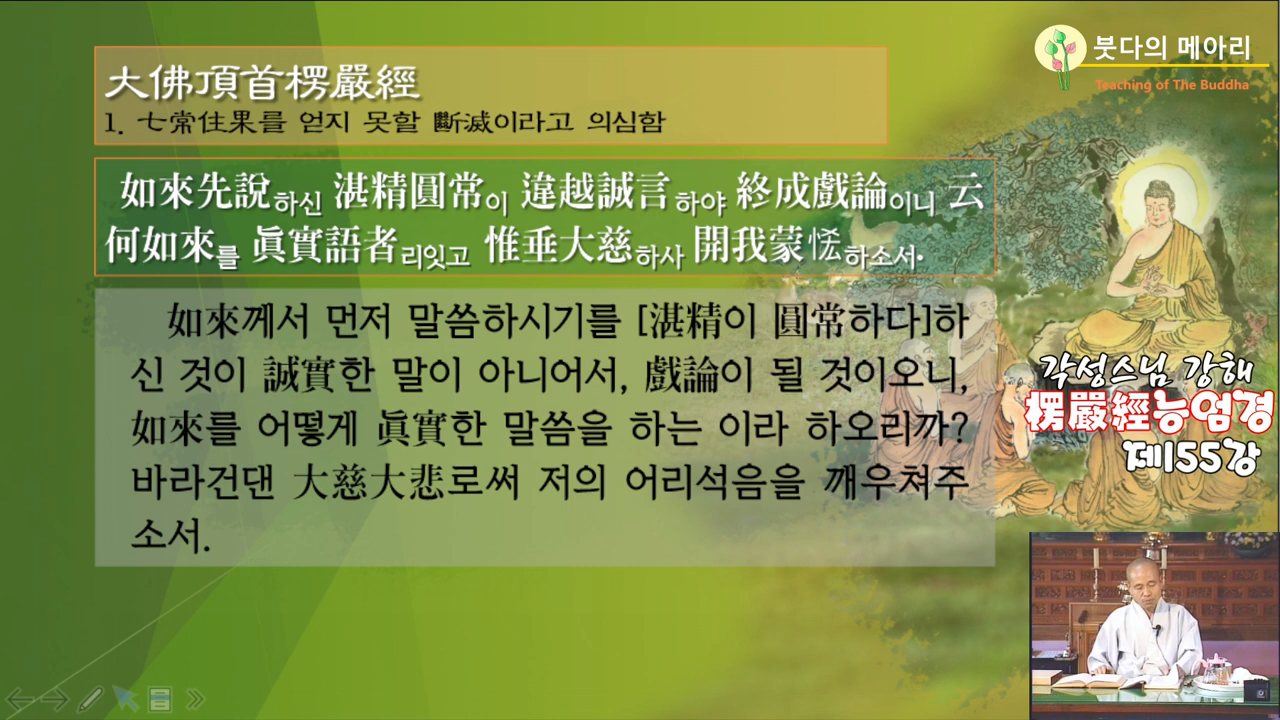 大佛頂首楞嚴經
1. 七常住果를 얻지 못할 斷滅이라고 의심함
如來先說하신 湛精圓常이 違越誠言하야 終成戱論이니 云
何如來를 眞實語者리잇고 惟垂大慈하사 開我蒙恡하소서.
如來께서 먼저 말씀하시기를 [湛精이 圓常하다]하
신 것이 誠實한 말이 아니어서, 戱論이 될 것이오니,
如來를 어떻게 眞實한 말씀을 하는 이라 하오리까?
바라건댄 大慈大悲로써 저의 어리석음을 깨우쳐주
소서.
붓다의 메아리
Teaching of The Buddha
각성스님 강해
楞嚴經능엄경
제155강